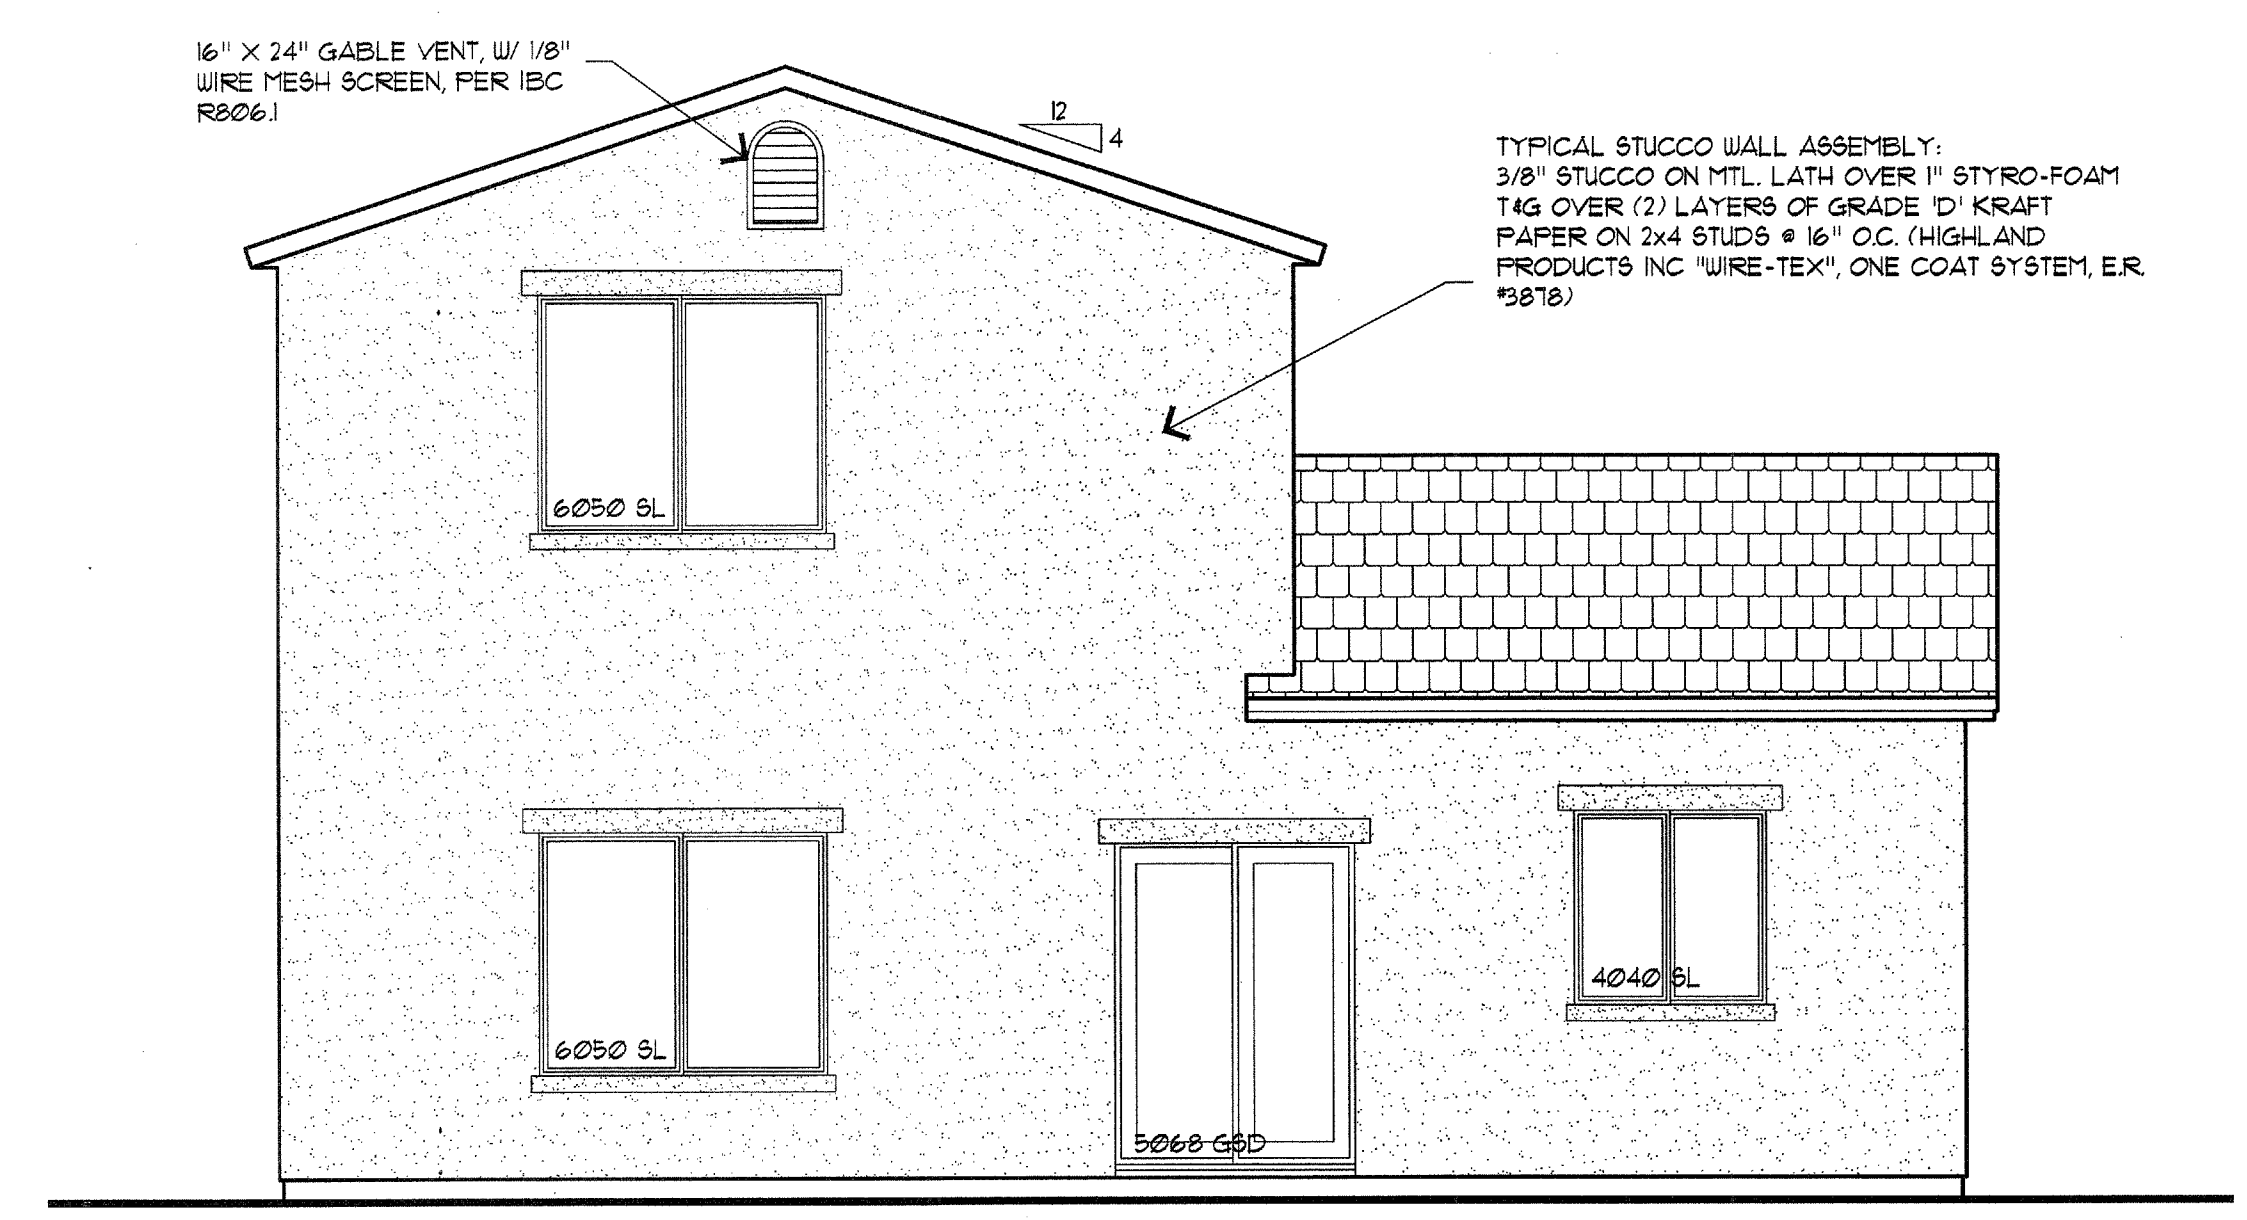 16" X 24" GABLE VENT, W/ 1/8"
WIRE MESH SCREEN, PER IBC
R806.1
12
4
TYPICAL STUCCO WALL ASSEMBLY:
3/8" STUCCO ON MTL. LATH OVER 1" STYRO-FOAM
T&G OVER (2) LAYERS OF GRADE 'D' KRAFT
PAPER ON 2x4 STUDS @ 16" O.C. (HIGHLAND
PRODUCTS INC "WIRE-TEX", ONE COAT SYSTEM, E.R.
#3878)
6050 SL
4040 SL
6050 SL
5068 GSD